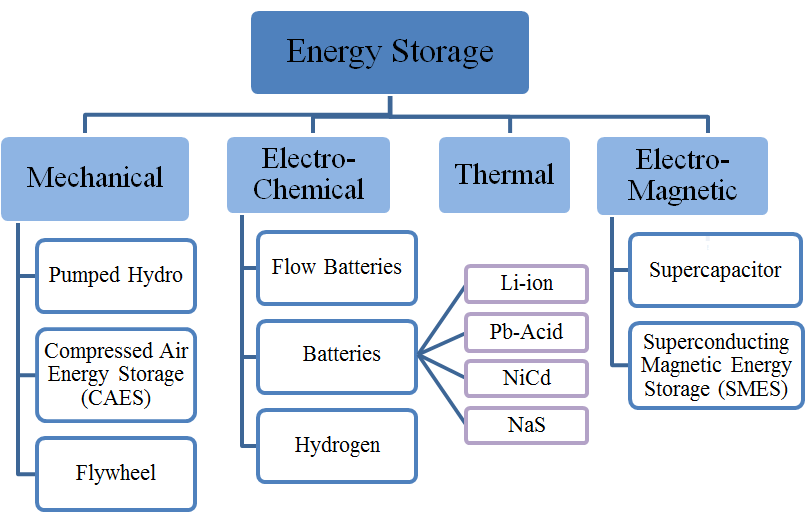 Energy Storage
Mechanical
Electro-
Chemical
Thermal
Electro-
Magnetic
Pumped Hydro
Compressed Air
Energy Storage
(CAES)
Flywheel
Flow Batteries
Batteries
Hydrogen
Li-ion
Pb-Acid
NiCd
NaS
Supercapacitor
Superconducting
Magnetic Energy
Storage (SMES)